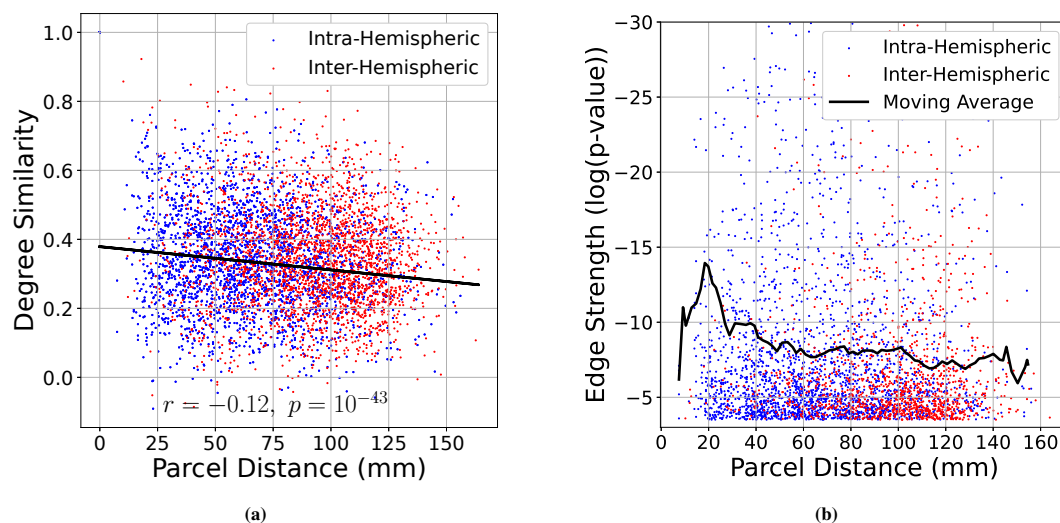 1.0
0.8
0.6
0.4
0.2
0.0
Degree Similarity
Intra-Hemispheric
Inter-Hemispheric
r = −0.12, p = 10⁻⁴³
0 25 50 75 100 125 150
Parcel Distance (mm)
(a)
−30
−25
−20
−15
−10
−5
Edge Strength (log(p-value))
Intra-Hemispheric
Inter-Hemispheric
Moving Average
0 20 40 60 80 100 120 140 160
Parcel Distance (mm)
(b)